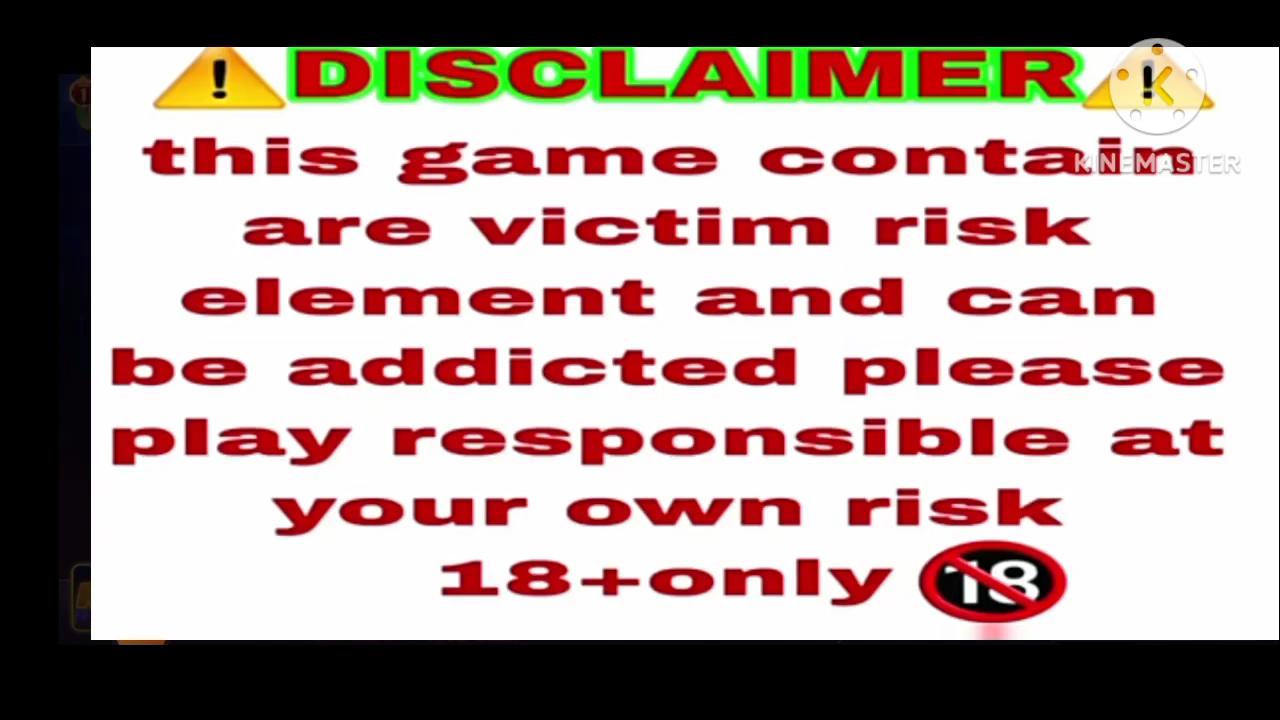 ⚠️DISCLAIMER⚠️
this game contain
KINEMASTER
are victim risk
element and can
be addicted please
play responsible at
your own risk
18+only 🔞